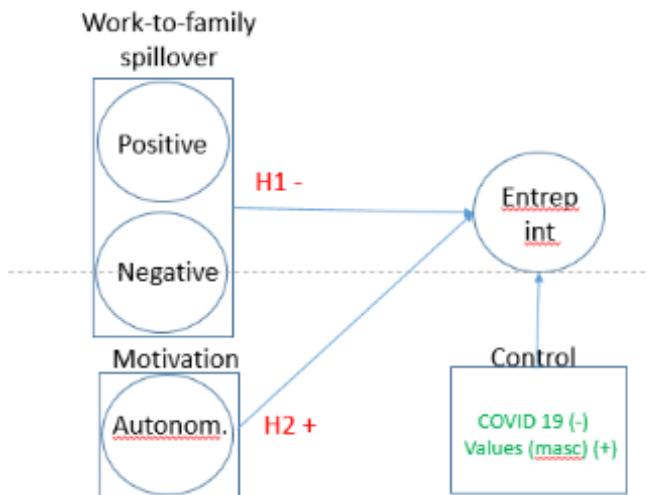 Work-to-family
spillover
Positive
H1 -
Entrep
int
Negative
Motivation
Autonom.
H2 +
Control
COVID 19 (-)
Values (masc) (+)